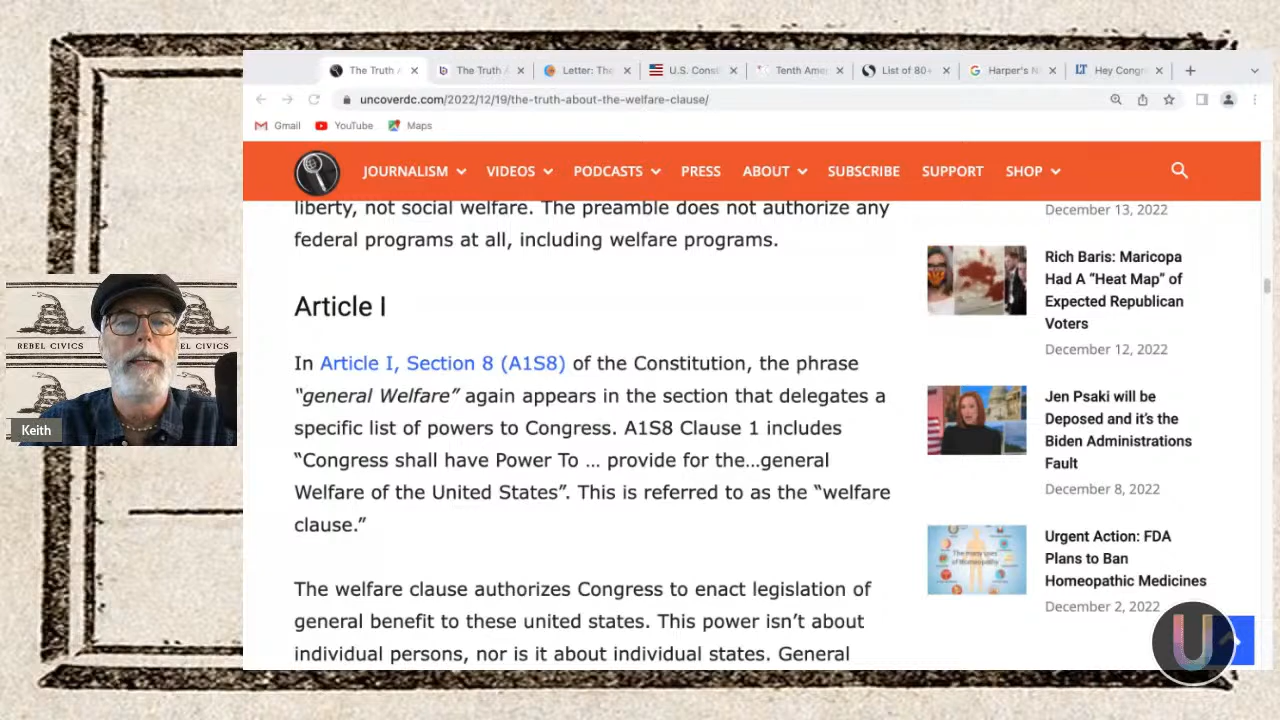 The Truth A
The Truth A
Letter: The
U.S. Consti
Tenth Ame
List of 80+
Harper's N
Hey Congr
uncoverdc.com/2022/12/19/the-truth-about-the-welfare-clause/
Gmail
YouTube
Maps
JOURNALISM
VIDEOS
PODCASTS
PRESS
ABOUT
SUBSCRIBE
SUPPORT
SHOP
liberty, not social welfare. The preamble does not authorize any
federal programs at all, including welfare programs.
Article I
In Article I, Section 8 (A1S8) of the Constitution, the phrase
“general Welfare” again appears in the section that delegates a
specific list of powers to Congress. A1S8 Clause 1 includes
“Congress shall have Power To … provide for the…general
Welfare of the United States”. This is referred to as the “welfare
clause.”
The welfare clause authorizes Congress to enact legislation of
general benefit to these united states. This power isn’t about
individual persons, nor is it about individual states. General
December 13, 2022
Rich Baris: Maricopa
Had A “Heat Map” of
Expected Republican
Voters
December 12, 2022
Jen Psaki will be
Deposed and it’s the
Biden Administrations
Fault
December 8, 2022
The many uses
of Homeopathy
Urgent Action: FDA
Plans to Ban
Homeopathic Medicines
December 2, 2022
REBEL CIVICS
EL CIVICS
Keith
U